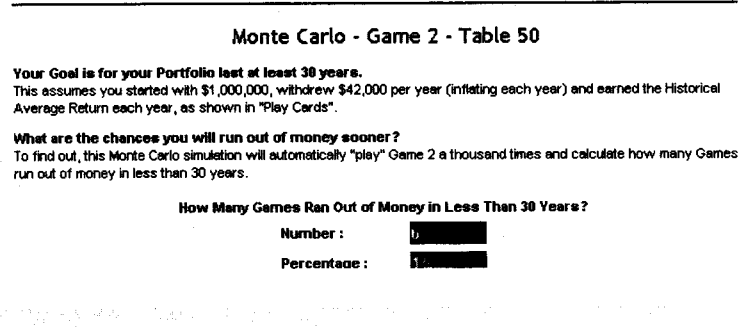 Monte Carlo - Game 2 - Table 50
Your Goal is for your Portfolio last at least 30 years.
This assumes you started with $1,000,000, withdrew $42,000 per year (inflating each year) and earned the Historical
Average Return each year, as shown in "Play Cards".
What are the chances you will run out of money sooner?
To find out, this Monte Carlo simulation will automatically "play" Game 2 a thousand times and calculate how many Games
run out of money in less than 30 years.
How Many Games Ran Out of Money in Less Than 30 Years?
Number :
Percentage :